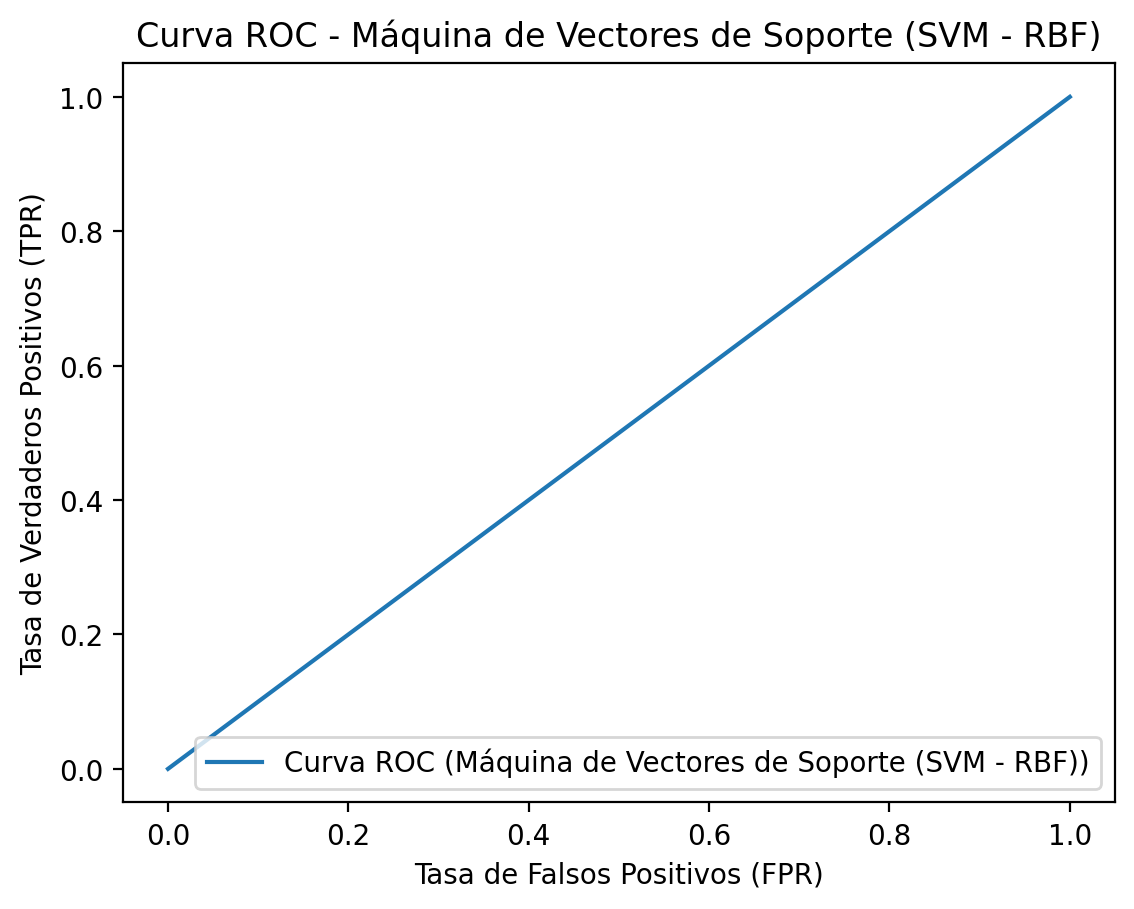 Curva ROC - Máquina de Vectores de Soporte (SVM - RBF)
Tasa de Verdaderos Positivos (TPR)
1.0
0.8
0.6
0.4
0.2
0.0
Curva ROC (Máquina de Vectores de Soporte (SVM - RBF))
0.0 0.2 0.4 0.6 0.8 1.0
Tasa de Falsos Positivos (FPR)